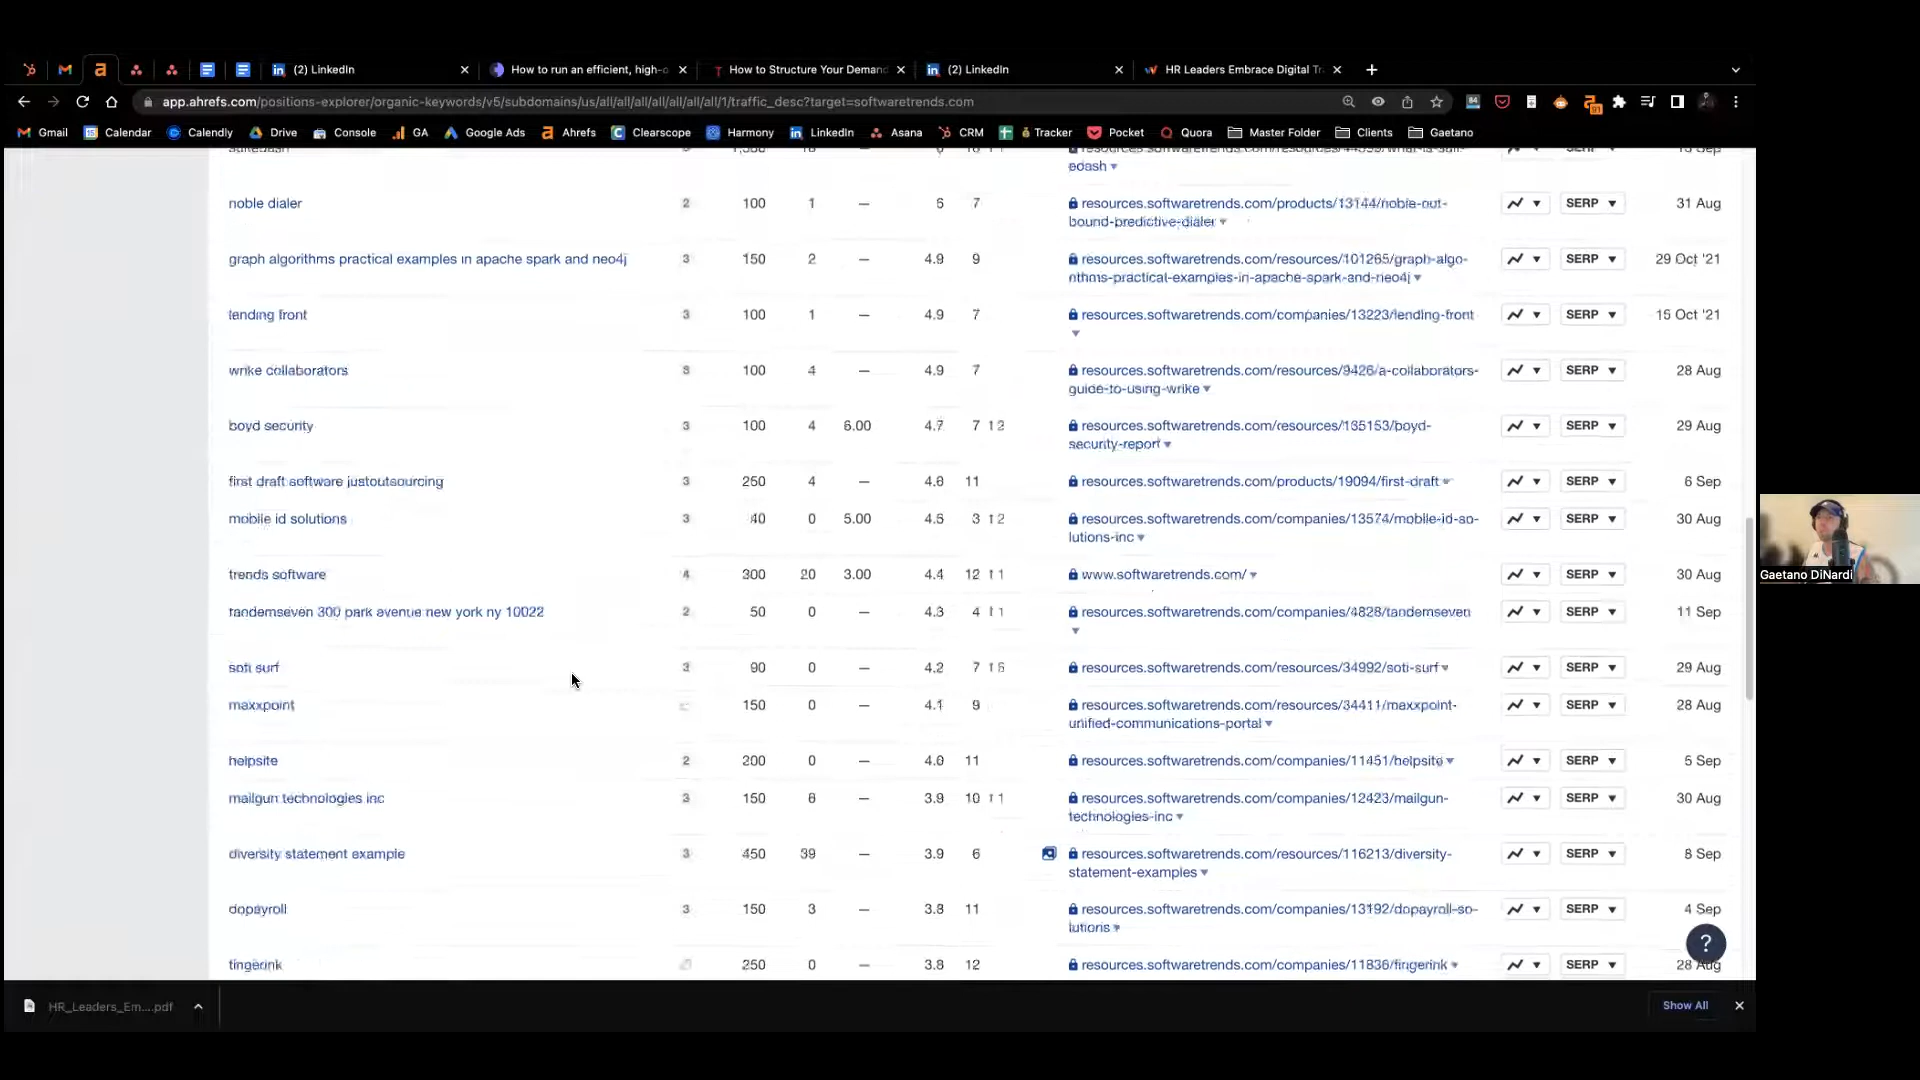 (2) LinkedIn
How to run an efficient, high-c
How to Structure Your Demand
(2) LinkedIn
HR Leaders Embrace Digital Tr
app.ahrefs.com/positions-explorer/organic-keywords/v5/subdomains/us/all/all/all/all/all/all/all/1/traffic_desc?target=softwaretrends.com
Gmail Calendar Calendly Drive Console GA Google Ads Ahrefs Clearscope Harmony LinkedIn Asana CRM Tracker Pocket Quora Master Folder Clients Gaetano
edash
noble dialer 2 100 1 — 7 resources.softwaretrends.com/products/13144/noble-out-
bound-predictive-dialer SERP 31 Aug
graph algorithms practical examples in apache spark and neo4j 3 150 2 — 4.9 9 resources.softwaretrends.com/resources/101265/graph-algo-
rithms-practical-examples-in-apache-spark-and-neo4j SERP 29 Oct '21
lending front 3 100 1 — 4.9 7 resources.softwaretrends.com/companies/13223/lending-front SERP 15 Oct '21
wrike collaborators 100 4 — 4.9 7 resources.softwaretrends.com/resources/9426/a-collaborators-
guide-to-using-wrike SERP 28 Aug
boyd security 3 100 4 6.00 4.7 7 resources.softwaretrends.com/resources/135153/boyd-
security-report SERP 29 Aug
first draft software justoutsourcing 3 250 4 — 11 resources.softwaretrends.com/products/19094/first-draft SERP 6 Sep
mobile id solutions 3 40 0 5.00 3 resources.softwaretrends.com/companies/13574/mobile-id-so-
lutions-inc SERP 30 Aug
trends software 4 300 20 3.00 4.4 12 www.softwaretrends.com/ SERP 30 Aug
tandemseven 300 park avenue new york ny 10022 2 50 0 — 4.3 4 resources.softwaretrends.com/companies/4828/tandemseven SERP 11 Sep
soti surf 90 0 — 4.2 7 resources.softwaretrends.com/resources/34992/soti-surf SERP 29 Aug
maxxpoint 150 0 — 4.1 9 resources.softwaretrends.com/resources/34411/maxxpoint-
unified-communications-portal SERP 28 Aug
helpsite 2 200 0 — 4.0 11 resources.softwaretrends.com/companies/11451/helpsite SERP 5 Sep
mailgun technologies inc 3 150 — 3.9 10 resources.softwaretrends.com/companies/12423/mailgun-
technologies-inc SERP 30 Aug
diversity statement example 3 450 39 — 3.9 6 resources.softwaretrends.com/resources/116213/diversity-
statement-examples SERP 8 Sep
dopayroll 3 150 3 — 3.8 11 resources.softwaretrends.com/companies/13192/dopayroll-so-
lutions SERP 4 Sep
fingerink 250 0 — 3.8 12 resources.softwaretrends.com/companies/11836/fingerink SERP 28 Aug
?
HR_Leaders_Em....pdf
Show All
Gaetano DiNardi